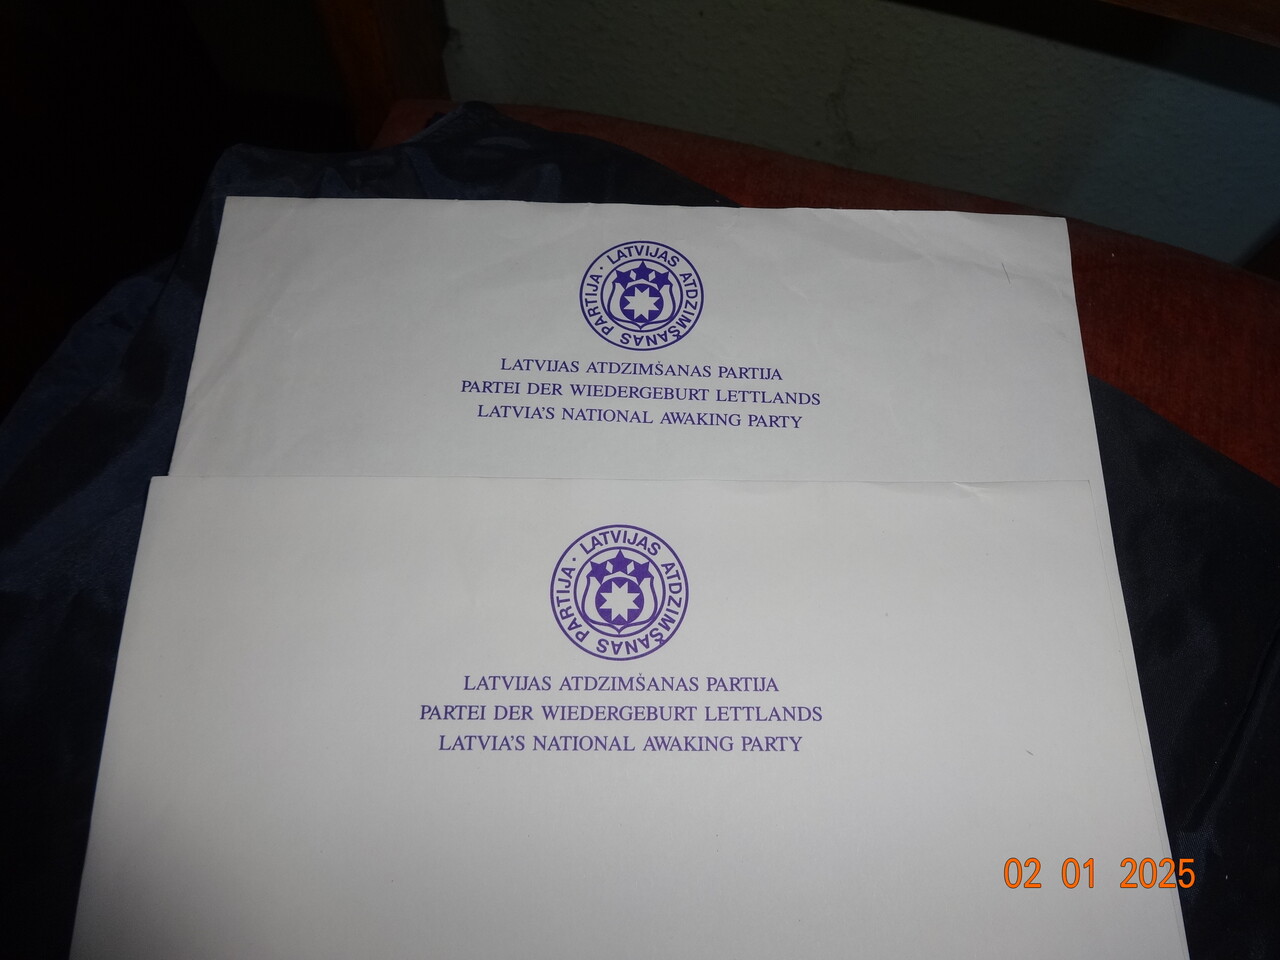 LATVIJAS ATDZIMŠANAS PARTIJA ·
LATVIJAS ATDZIMŠANAS PARTIJA
PARTEI DER WIEDERGEBURT LETTLANDS
LATVIA'S NATIONAL AWAKING PARTY
LATVIJAS ATDZIMŠANAS PARTIJA ·
LATVIJAS ATDZIMŠANAS PARTIJA
PARTEI DER WIEDERGEBURT LETTLANDS
LATVIA'S NATIONAL AWAKING PARTY
02 01 2025